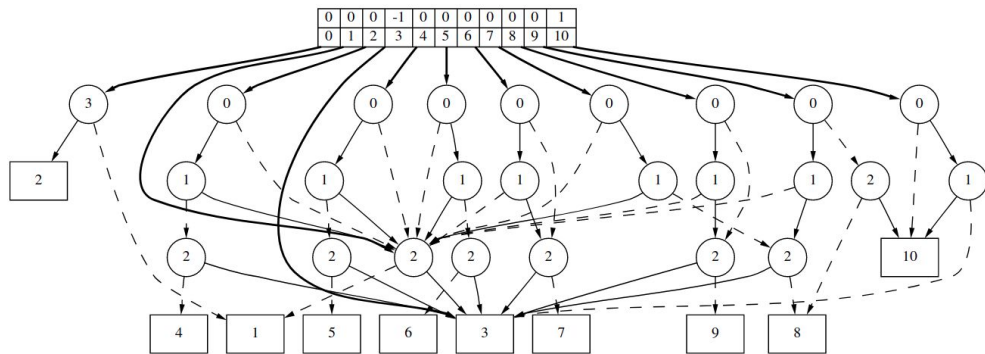 0 0 0 -1 0 0 0 0 0 0 1
0 1 2 3 4 5 6 7 8 9 10
3 0 0 0 0 0 0 0 0
2 1 1 1 1 1 1 1 2 1
2 2 2 2 2 2 2 10
4 1 5 6 3 7 9 8